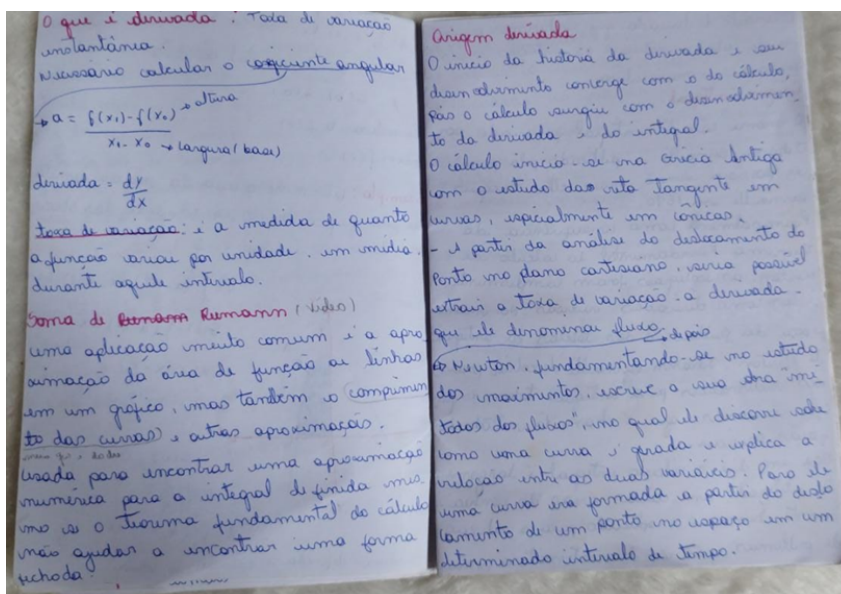 O que é derivada: Taxa de variação
instantânea.
Necessário calcular o coeficiente angular
a = f(x₁)-f(x₀) → altura
x₁-x₀ → largura (base)
derivada = dy
dx
taxa de variação: é a medida de quanto
a função variou por unidade, em média,
durante aquele intervalo.
Soma de Riemann (vídeo)
uma aplicação muito comum é a apro
ximação da área de função ou linhas
em um gráfico, mas também o (comprimen
to das curvas) e outras aproximações.
usada para encontrar uma aproximação
numérica para a integral definida mes
mo se o teorema fundamental do cálculo
não ajudar a encontrar uma forma
fechada.
Origem derivada
O início da história da derivada e seu
desenvolvimento converge com o do cálculo,
pois o cálculo surgiu com o desenvolvimen
to da derivada e do integral.
O cálculo inicia-se na Grécia Antiga
com o estudo das reta Tangente em
curvas, especialmente em cônicas.
- A partir da análise do deslocamento do
Ponto no plano cartesiano, seria possível
extrair a taxa de variação - a derivada -
que ele denominou fluxo
→ depois
Newton, fundamentando-se no estudo
dos movimentos, escreve a sua obra "mé
todos dos fluxos", no qual ele discorre sobre
como uma curva é gerada e explica a
relação entre as duas variáveis. Para ele
uma curva era formada a partir do deslo
camento de um ponto no espaço em um
determinado intervalo de tempo.